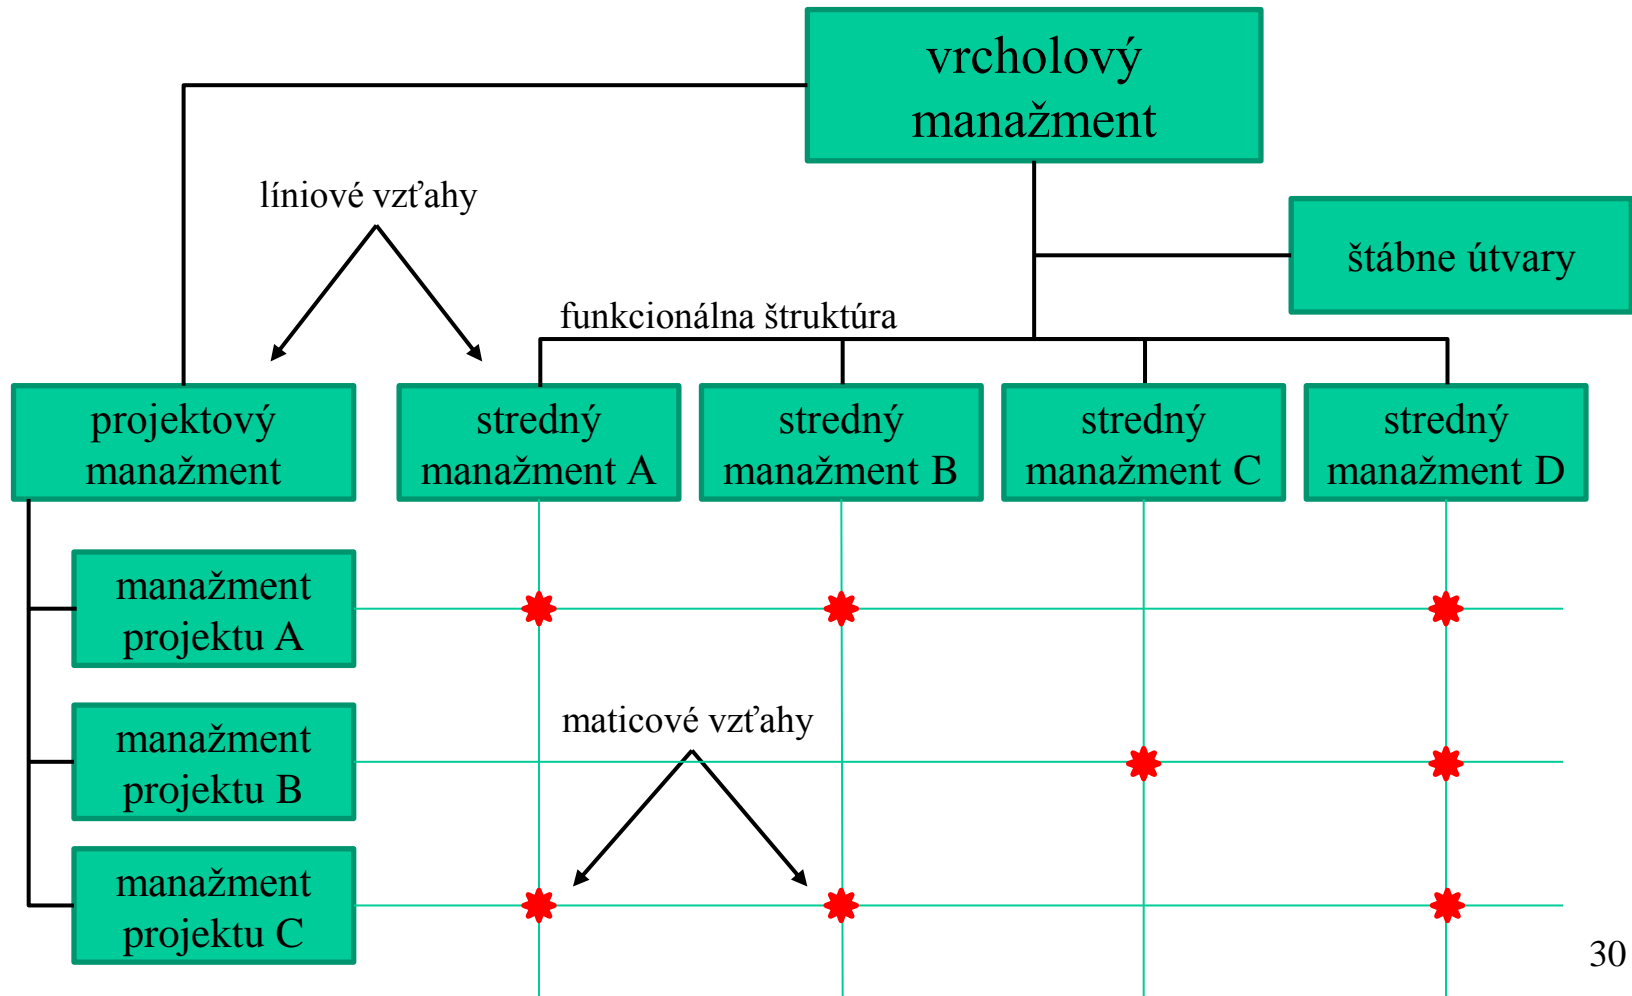 vrcholový
manažment
líniové vzťahy
štábne útvary
funkcionálna štruktúra
projektový
manažment
stredný
manažment A
stredný
manažment B
stredný
manažment C
stredný
manažment D
manažment
projektu A
manažment
projektu B
maticové vzťahy
manažment
projektu C
30